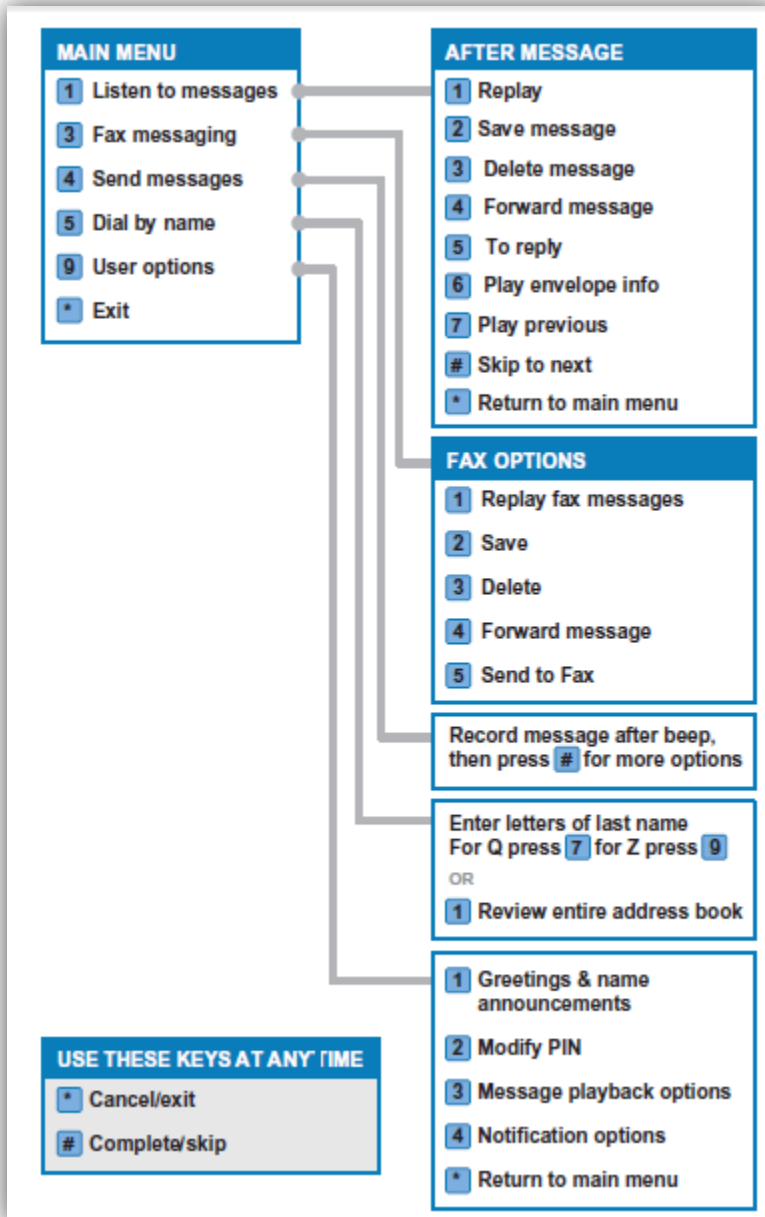 MAIN MENU
1 Listen to messages
3 Fax messaging
4 Send messages
5 Dial by name
9 User options
* Exit
AFTER MESSAGE
1 Replay
2 Save message
3 Delete message
4 Forward message
5 To reply
6 Play envelope info
7 Play previous
# Skip to next
* Return to main menu
FAX OPTIONS
1 Replay fax messages
2 Save
3 Delete
4 Forward message
5 Send to Fax
Record message after beep,
then press # for more options
Enter letters of last name
For Q press 7 for Z press 9
OR
1 Review entire address book
1 Greetings & name
announcements
2 Modify PIN
3 Message playback options
4 Notification options
* Return to main menu
USE THESE KEYS AT ANY TIME
* Cancel/exit
# Complete/skip